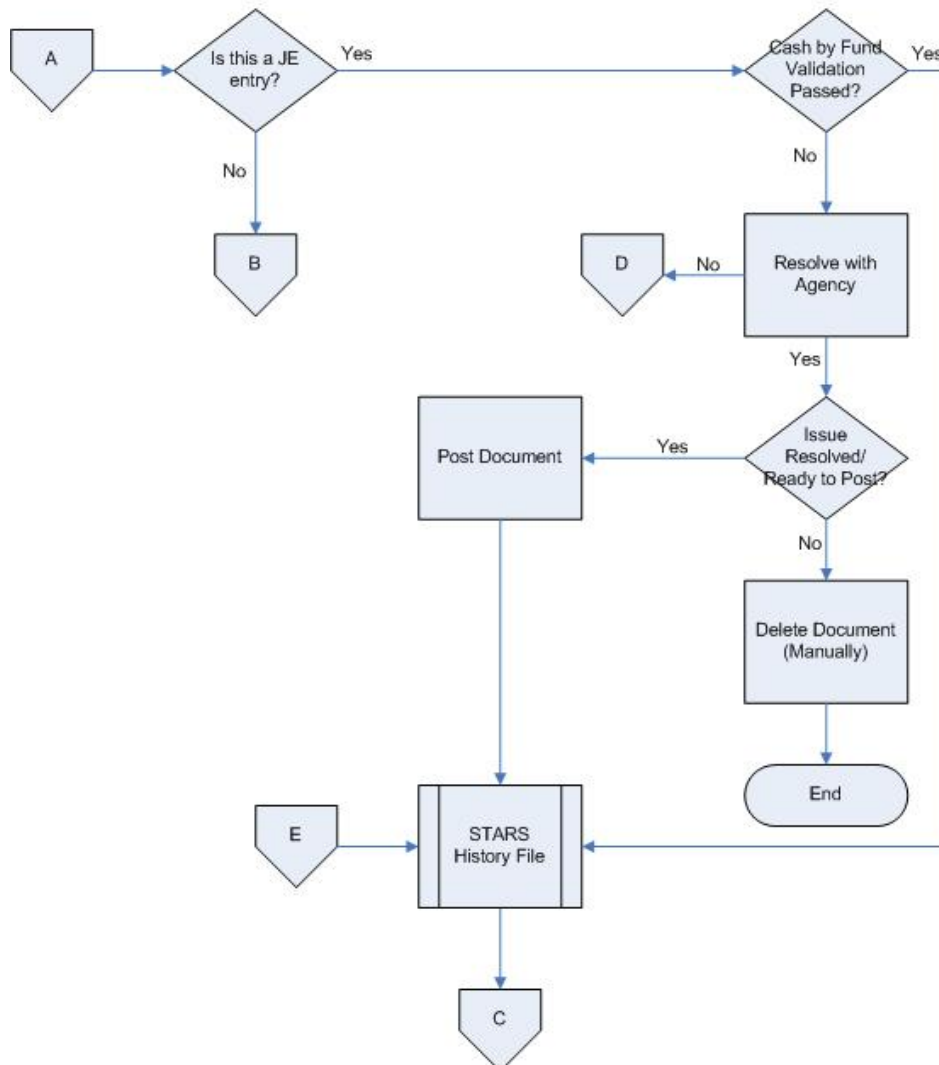 A
Is this a JE
entry?
Yes
Cash by Fund
Validation
Passed?
Yes
No
No
B
D
No
Resolve with
Agency
Yes
Post Document
Yes
Issue
Resolved/
Ready to Post?
No
Delete Document
(Manually)
End
E
STARS
History File
C